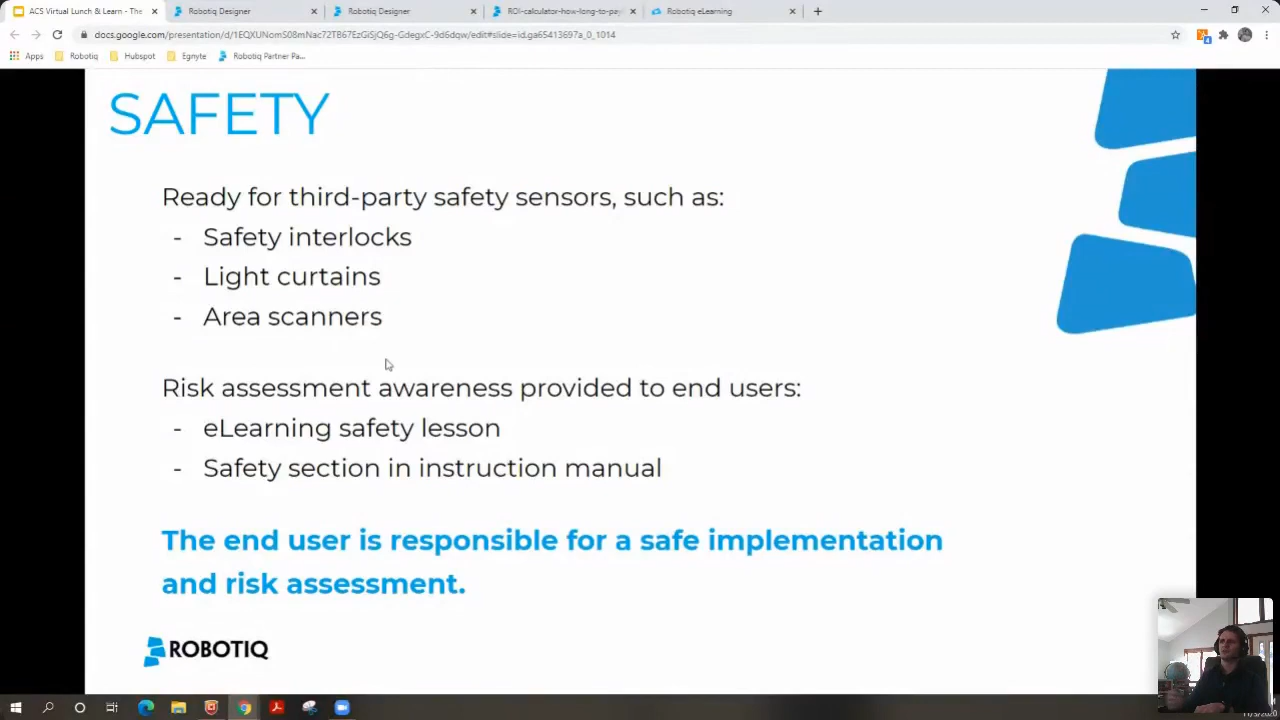 ACS Virtual Lunch & Learn - The
Robotiq Designer
Robotiq Designer
ROI-calculator-how-long-to-pay
Robotiq eLearning
Apps
Robotiq
Hubspot
Egnyte
Robotiq Partner Pa...
SAFETY
Ready for third-party safety sensors, such as:
- Safety interlocks
- Light curtains
- Area scanners
Risk assessment awareness provided to end users:
- eLearning safety lesson
- Safety section in instruction manual
The end user is responsible for a safe implementation
and risk assessment.
ROBOTIQ